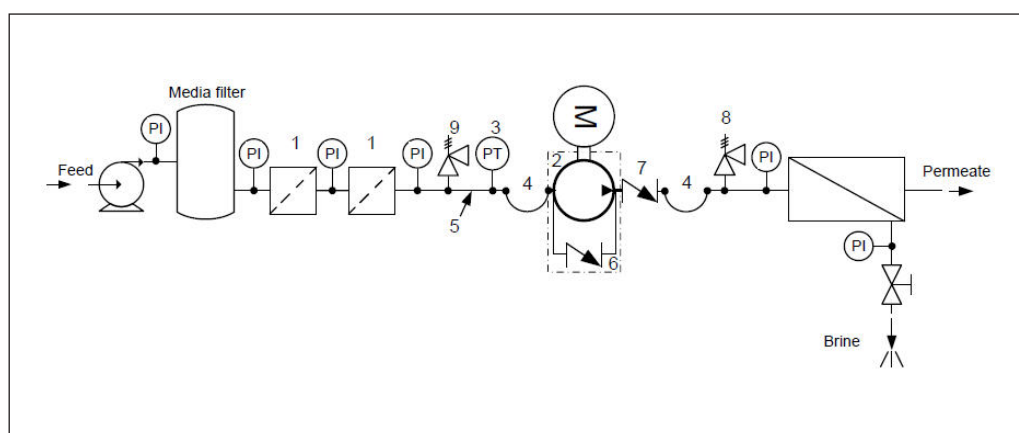 Media filter
Feed
PI
PI
1
PI
1
PI
9
3
PT
4
5
2
M
6
7
4
8
PI
Permeate
PI
Brine